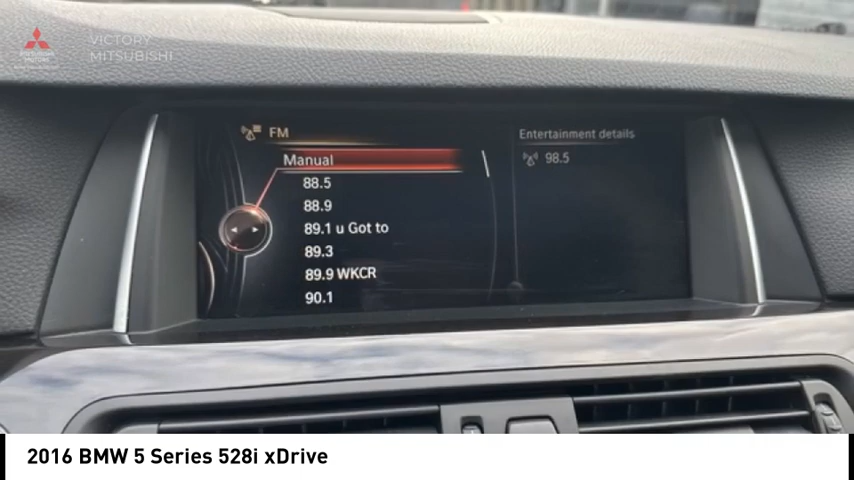 VICTORY
MITSUBISHI
FM
Manual
88.5
88.9
89.1 u Got to
89.3
89.9 WKCR
90.1
Entertainment details
98.5
2016 BMW 5 Series 528i xDrive